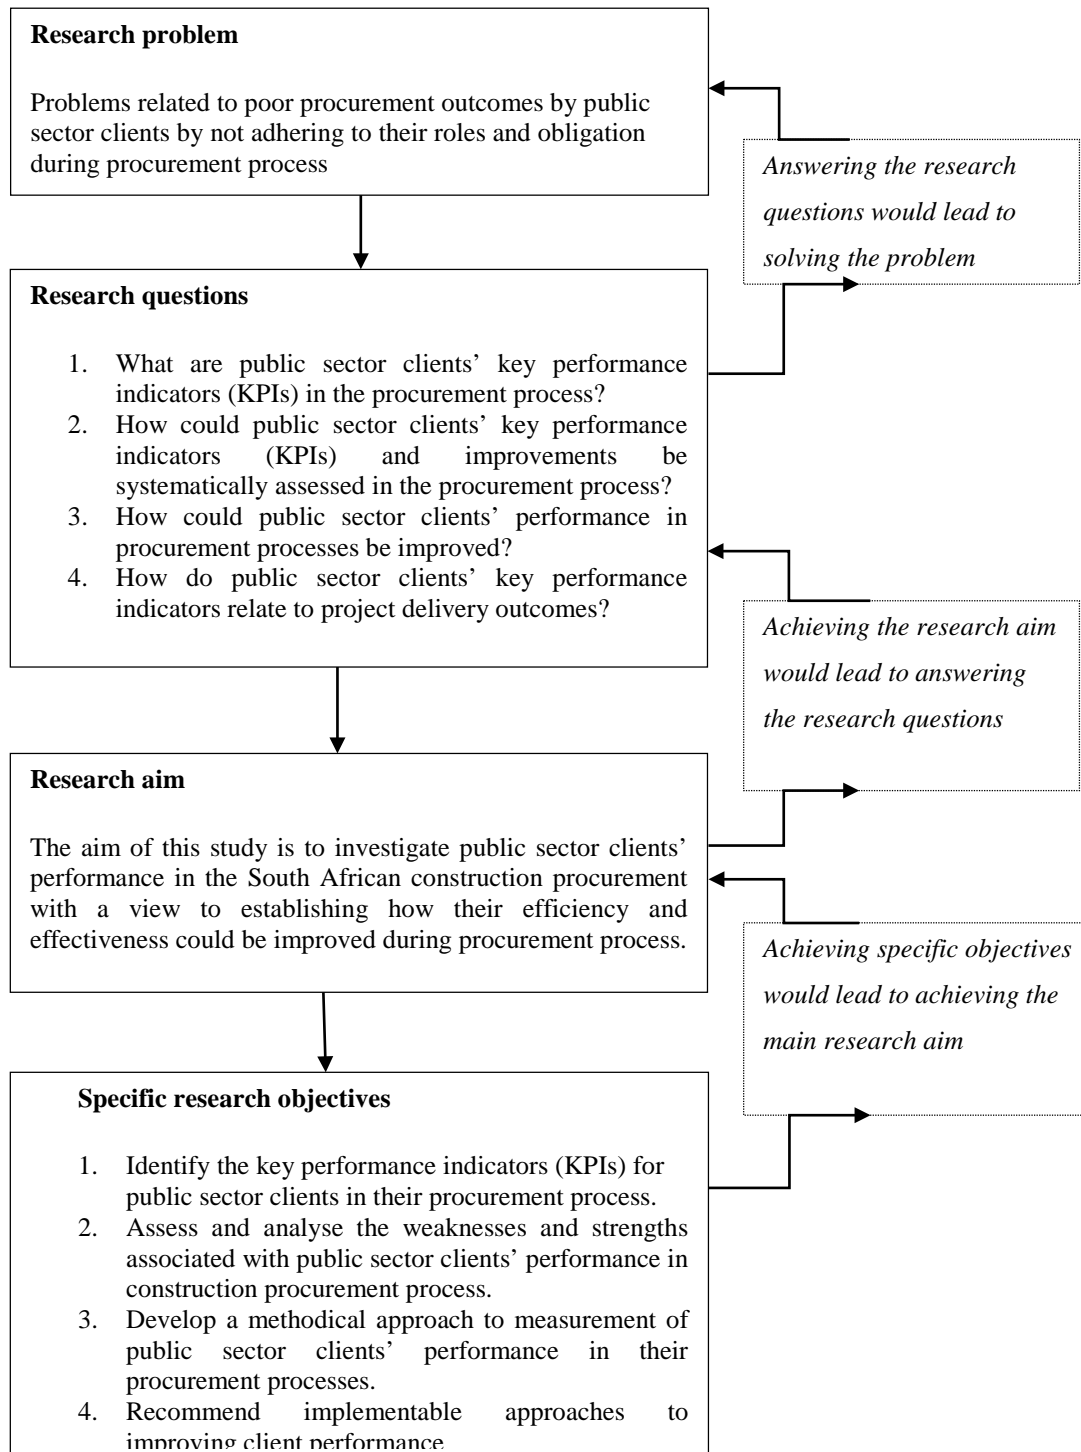 Research problem
Problems related to poor procurement outcomes by public
sector clients by not adhering to their roles and obligation
during procurement process
Answering the research
questions would lead to
solving the problem
Research questions
1. What are public sector clients’ key performance
indicators (KPIs) in the procurement process?
2. How could public sector clients’ key performance
indicators (KPIs) and improvements be
systematically assessed in the procurement process?
3. How could public sector clients’ performance in
procurement processes be improved?
4. How do public sector clients’ key performance
indicators relate to project delivery outcomes?
Achieving the research aim
would lead to answering
the research questions
Research aim
The aim of this study is to investigate public sector clients’
performance in the South African construction procurement
with a view to establishing how their efficiency and
effectiveness could be improved during procurement process.
Achieving specific objectives
would lead to achieving the
main research aim
Specific research objectives
1. Identify the key performance indicators (KPIs) for
public sector clients in their procurement process.
2. Assess and analyse the weaknesses and strengths
associated with public sector clients’ performance in
construction procurement process.
3. Develop a methodical approach to measurement of
public sector clients’ performance in their
procurement processes.
4. Recommend implementable approaches to
improving client performance